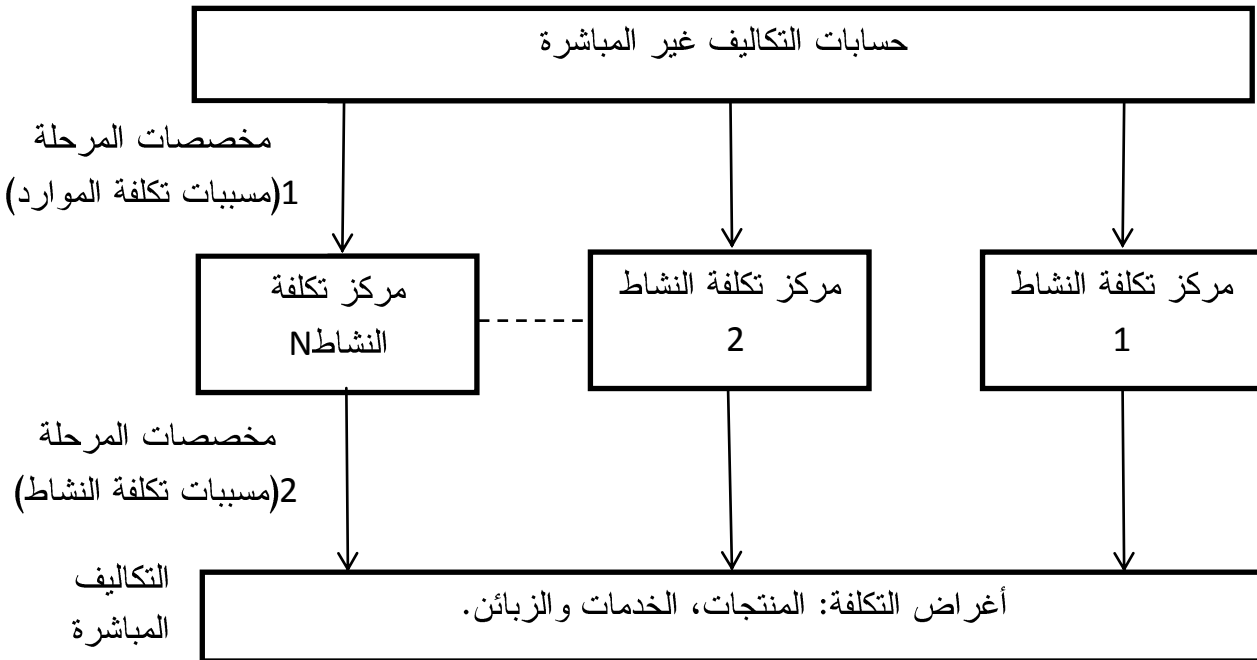 حسابات التكاليف غير المباشرة
مخصصات المرحلة
1(مسببات تكلفة الموارد)
مركز تكلفة النشاط
1
مركز تكلفة النشاط
2
مركز تكلفة
النشاطN
مخصصات المرحلة
2(مسببات تكلفة النشاط)
أغراض التكلفة: المنتجات، الخدمات والزبائن.
التكاليف
المباشرة